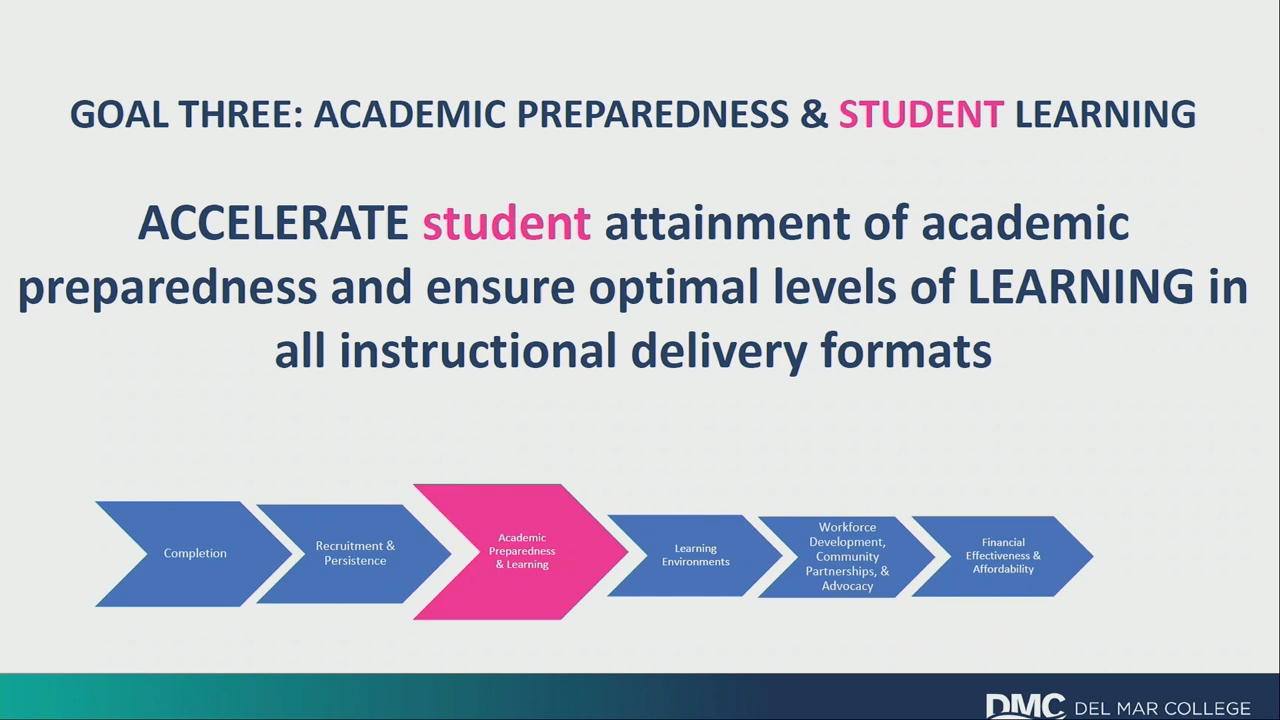 GOAL THREE: ACADEMIC PREPAREDNESS & STUDENT LEARNING
ACCELERATE student attainment of academic
preparedness and ensure optimal levels of LEARNING in
all instructional delivery formats
Completion
Recruitment &
Persistence
Academic
Preparedness
& Learning
Learning
Environments
Workforce
Development,
Community
Partnerships, &
Advocacy
Financial
Effectiveness &
Affordability
DMC DEL MAR COLLEGE